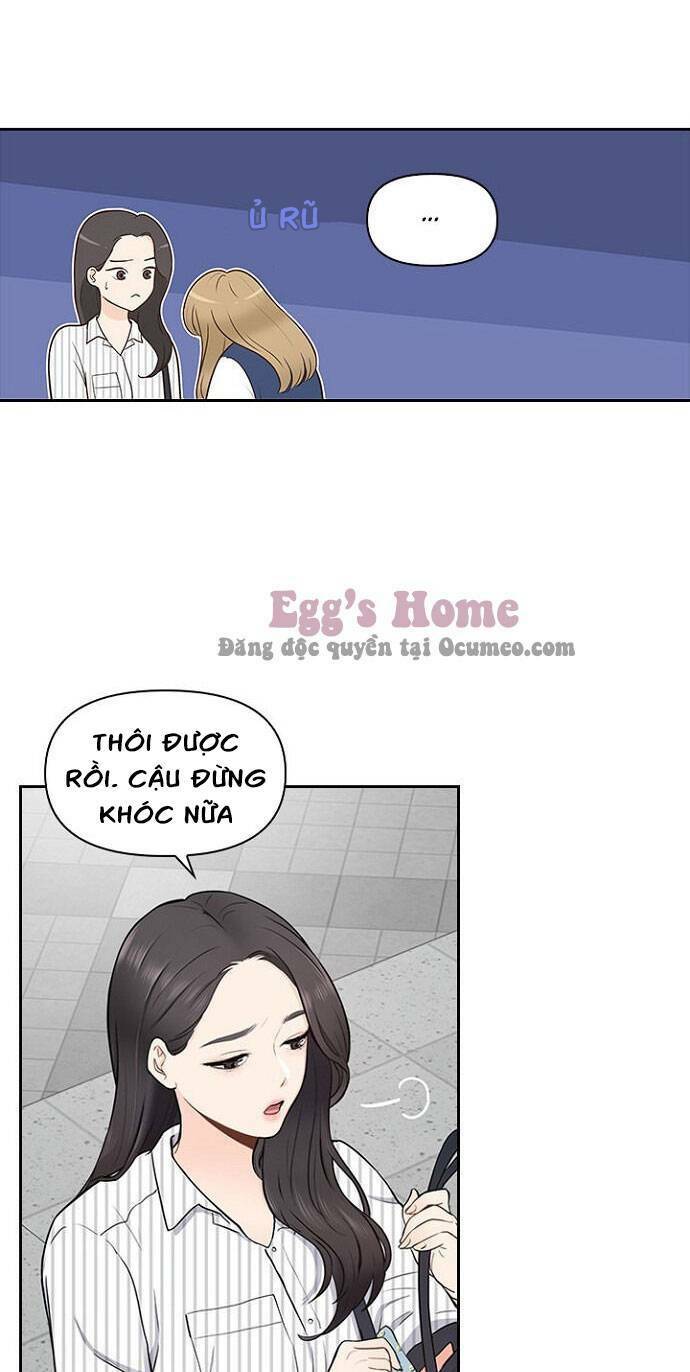 Ủ RŨ
...
Egg's Home
Đăng độc quyền tại Ocumeo.com
THÔI ĐƯỢC
RỒI. CẬU ĐỪNG
KHÓC NỮA